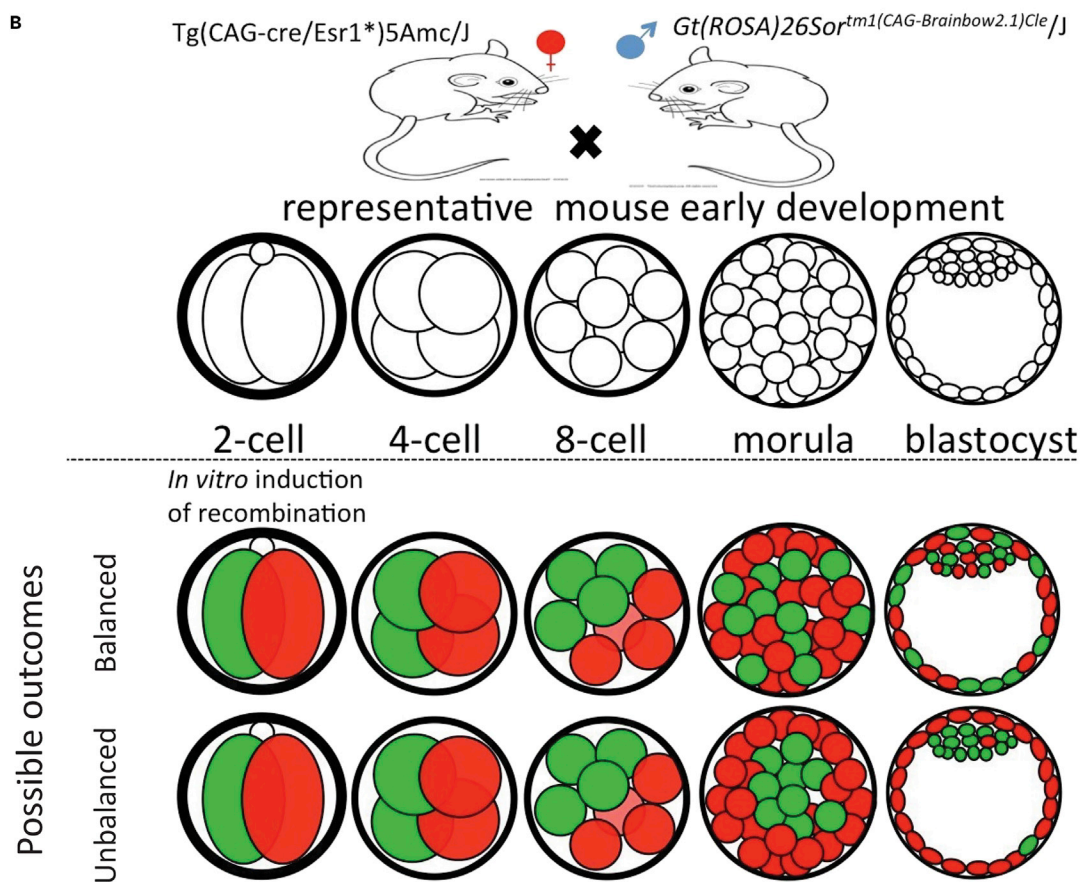 B
Tg(CAG-cre/Esr1*)5Amc/J
Gt(ROSA)26Sortm1(CAG-Brainbow2.1)Cle/J
representative mouse early development
2-cell
4-cell
8-cell
morula
blastocyst
In vitro induction
of recombination
Possible outcomes
Balanced
Unbalanced